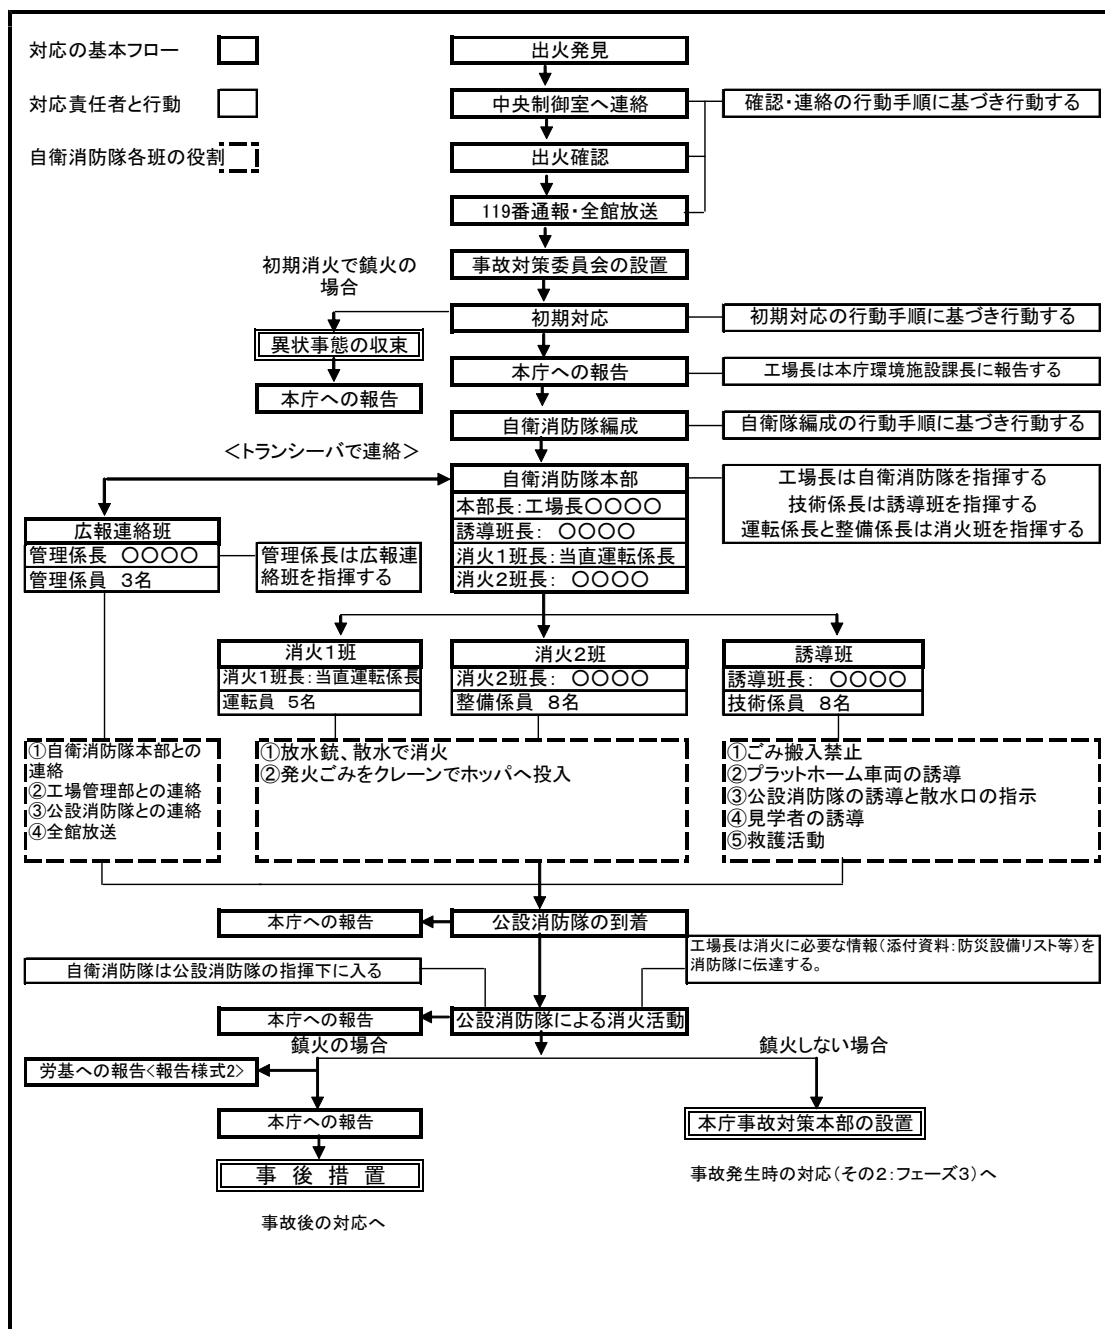 対応の基本フロー
対応責任者と行動
自衛消防隊各班の役割
出火発見
中央制御室へ連絡
確認・連絡の行動手順に基づき行動する
出火確認
119番通報・全館放送
事故対策委員会の設置
初期消火で鎮火の
場合
初期対応
初期対応の行動手順に基づき行動する
異状事態の収束
本庁への報告
工場長は本庁環境施設課長に報告する
本庁への報告
自衛消防隊編成
自衛隊編成の行動手順に基づき行動する
＜トランシーバで連絡＞
自衛消防隊本部
本部長：工場長〇〇〇〇
誘導班長： 〇〇〇〇
消火1班長：当直運転係長
消火2班長： 〇〇〇〇
工場長は自衛消防隊を指揮する
技術係長は誘導班を指揮する
運転係長と整備係長は消火班を指揮する
広報連絡班
管理係長 〇〇〇〇
管理係員 3名
管理係長は広報連
絡班を指揮する
消火１班
消火1班長：当直運転係長
運転員 5名
消火２班
消火2班長： 〇〇〇〇
整備係員 8名
誘導班
誘導班長： 〇〇〇〇
技術係員 8名
①自衛消防隊本部との
連絡
②工場管理部との連絡
③公設消防隊との連絡
④全館放送
①放水銃、散水で消火
②発火ごみをクレーンでホッパへ投入
①ごみ搬入禁止
②プラットホーム車両の誘導
③公設消防隊の誘導と散水口の指示
④見学者の誘導
⑤救護活動
本庁への報告
公設消防隊の到着
自衛消防隊は公設消防隊の指揮下に入る
工場長は消火に必要な情報（添付資料：防災設備リスト等）を
消防隊に伝達する。
本庁への報告
公設消防隊による消火活動
鎮火の場合
鎮火しない場合
労基への報告<報告様式2>
本庁への報告
本庁事故対策本部の設置
事 後 措 置
事故発生時の対応（その2：フェーズ3）へ
事故後の対応へ